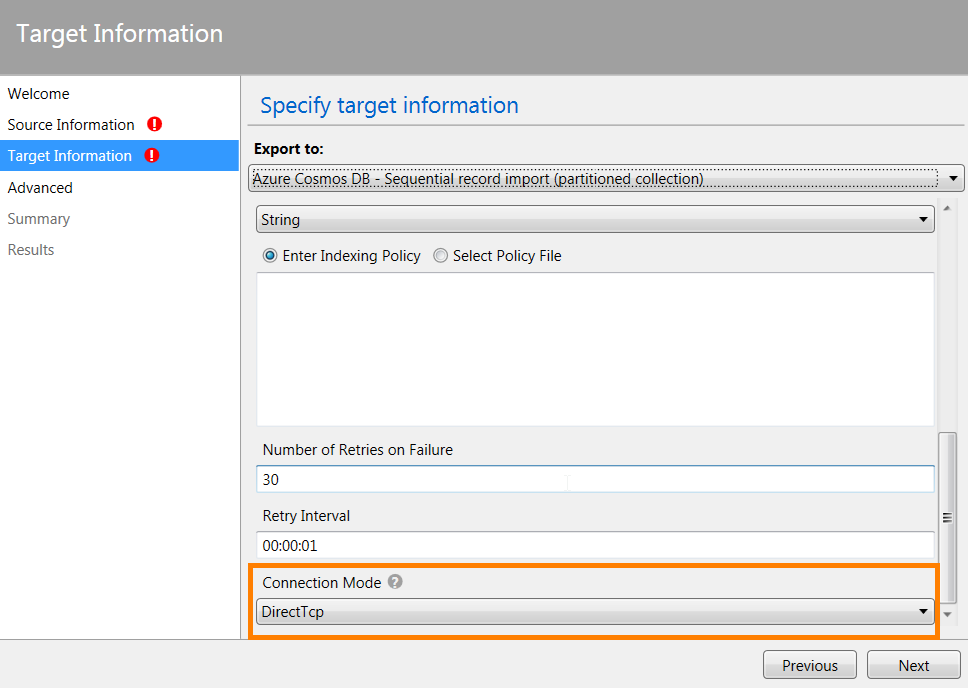 Target Information
Welcome
Source Information
Target Information
Advanced
Summary
Results
Specify target information
Export to:
Azure Cosmos DB - Sequential record import (partitioned collection)
String
Enter Indexing Policy Select Policy File
Number of Retries on Failure
30
Retry Interval
00:00:01
Connection Mode ?
DirectTcp
Previous Next